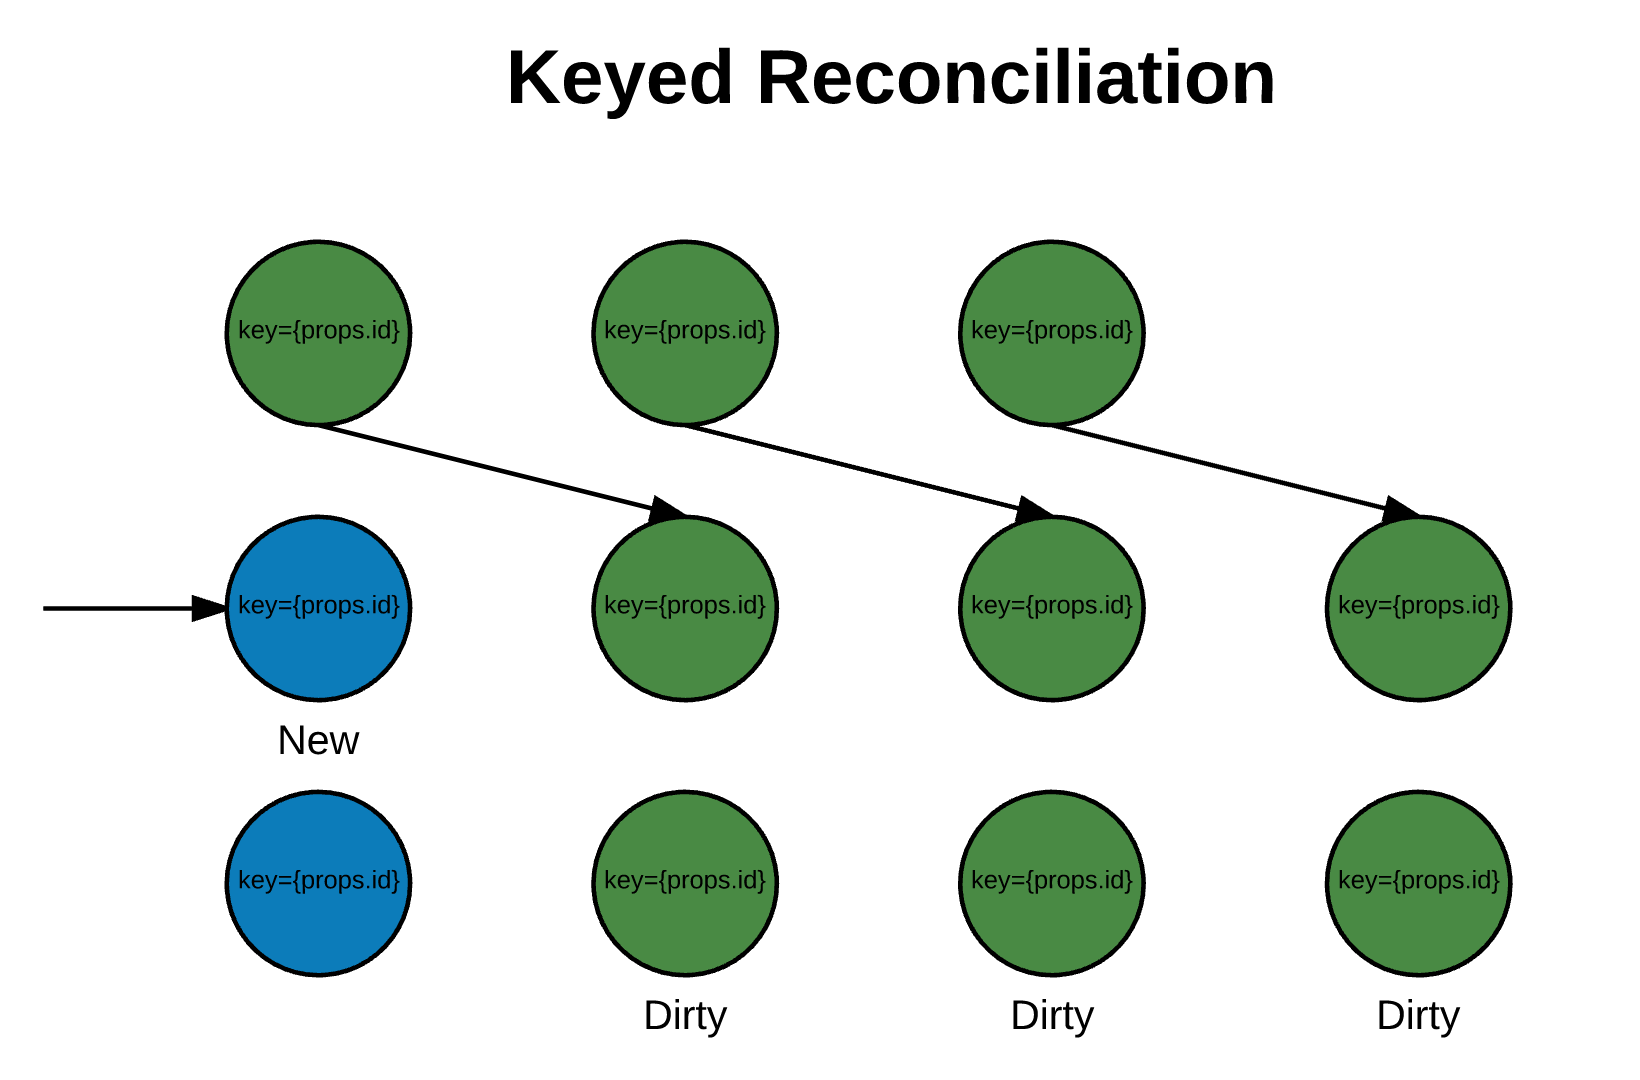 Keyed Reconciliation
key={props.id} key={props.id} key={props.id}
key={props.id} key={props.id} key={props.id} key={props.id}
New
key={props.id} key={props.id} key={props.id} key={props.id}
Dirty Dirty Dirty